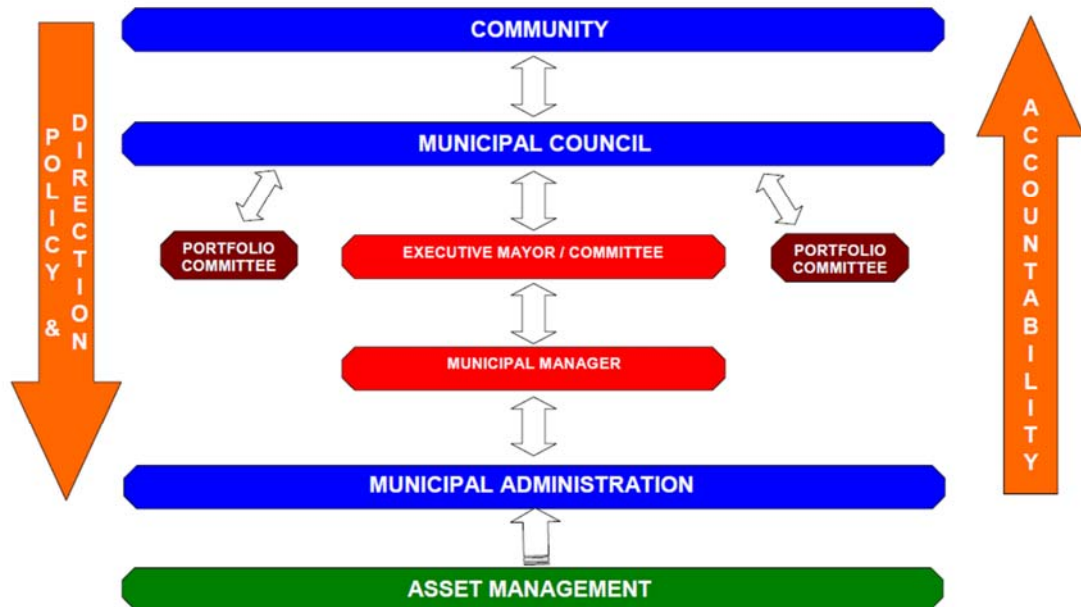 COMMUNITY
POLICY &
DIRECTION
ACCOUNTABILITY
MUNICIPAL COUNCIL
PORTFOLIO
COMMITTEE
EXECUTIVE MAYOR / COMMITTEE
PORTFOLIO
COMMITTEE
MUNICIPAL MANAGER
MUNICIPAL ADMINISTRATION
ASSET MANAGEMENT